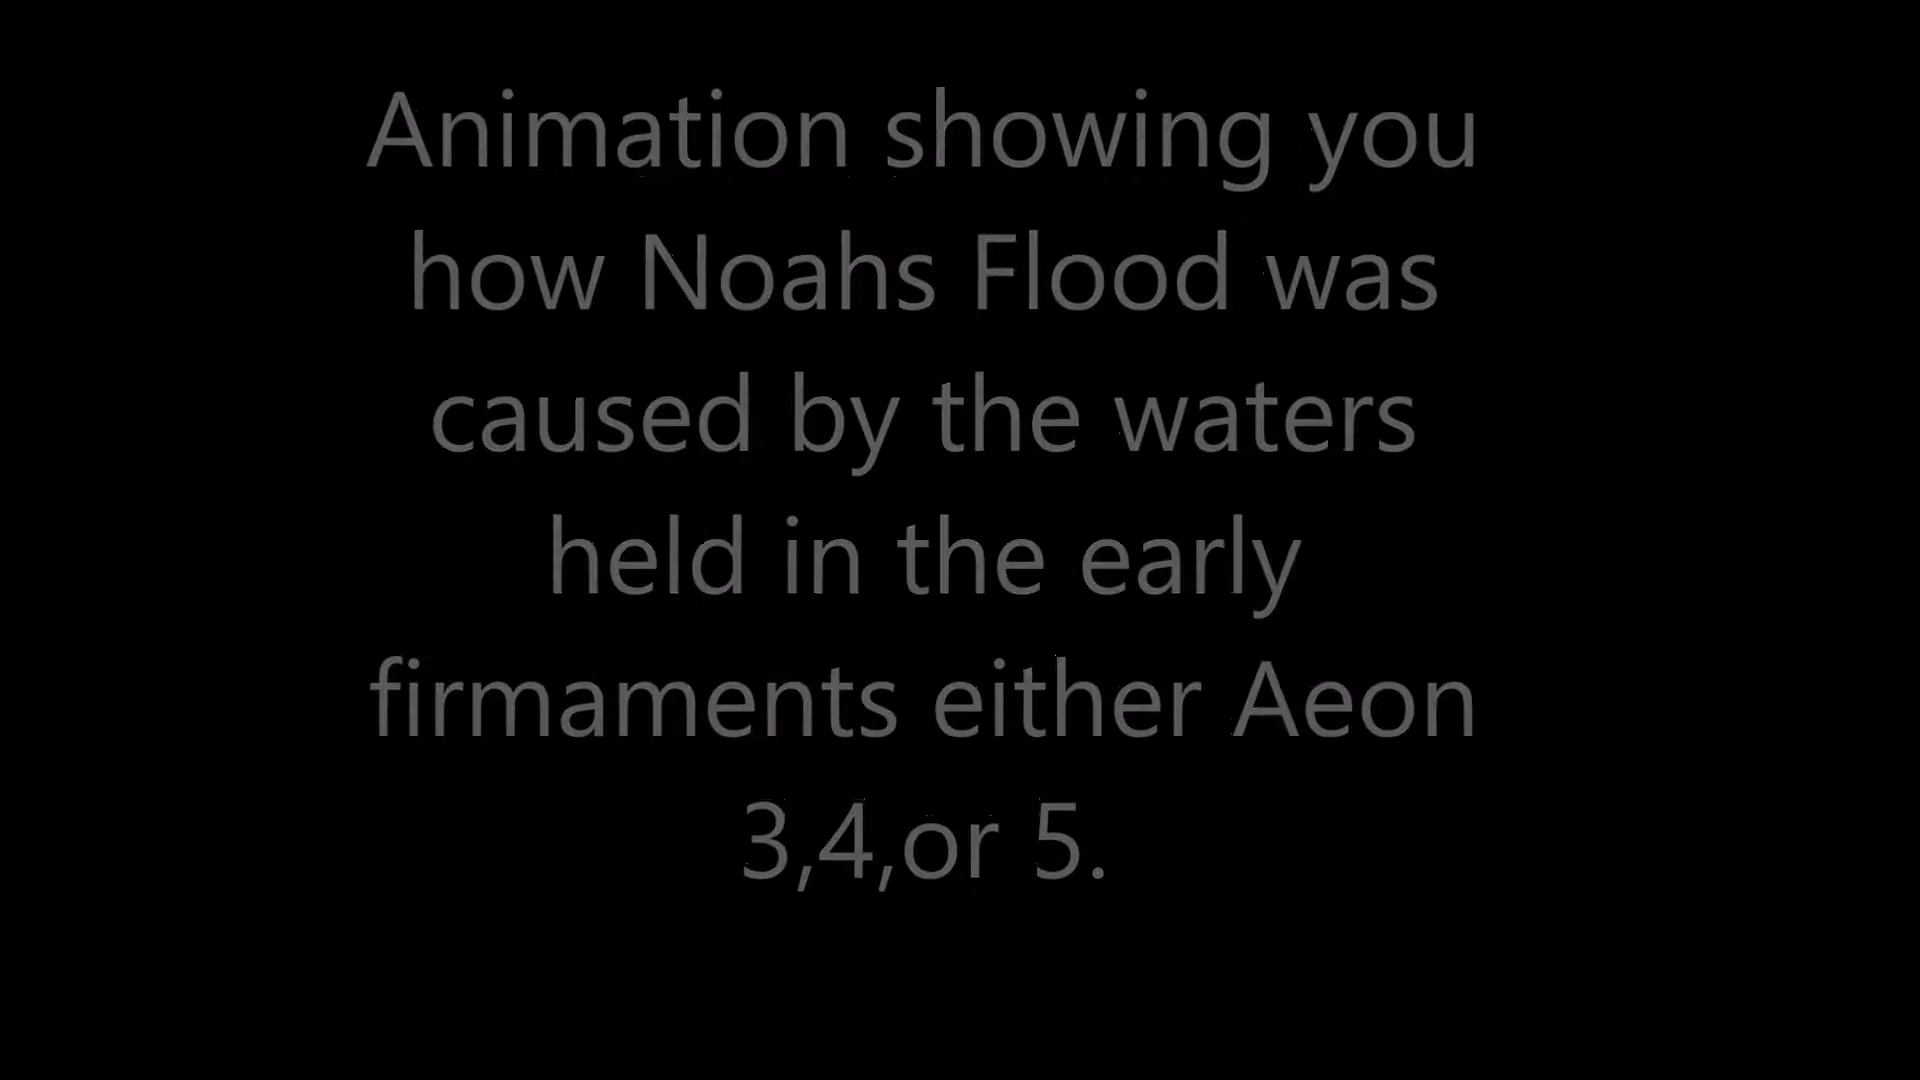 Animation showing you
how Noahs Flood was
caused by the waters
held in the early
firmaments either Aeon
3,4,or 5.